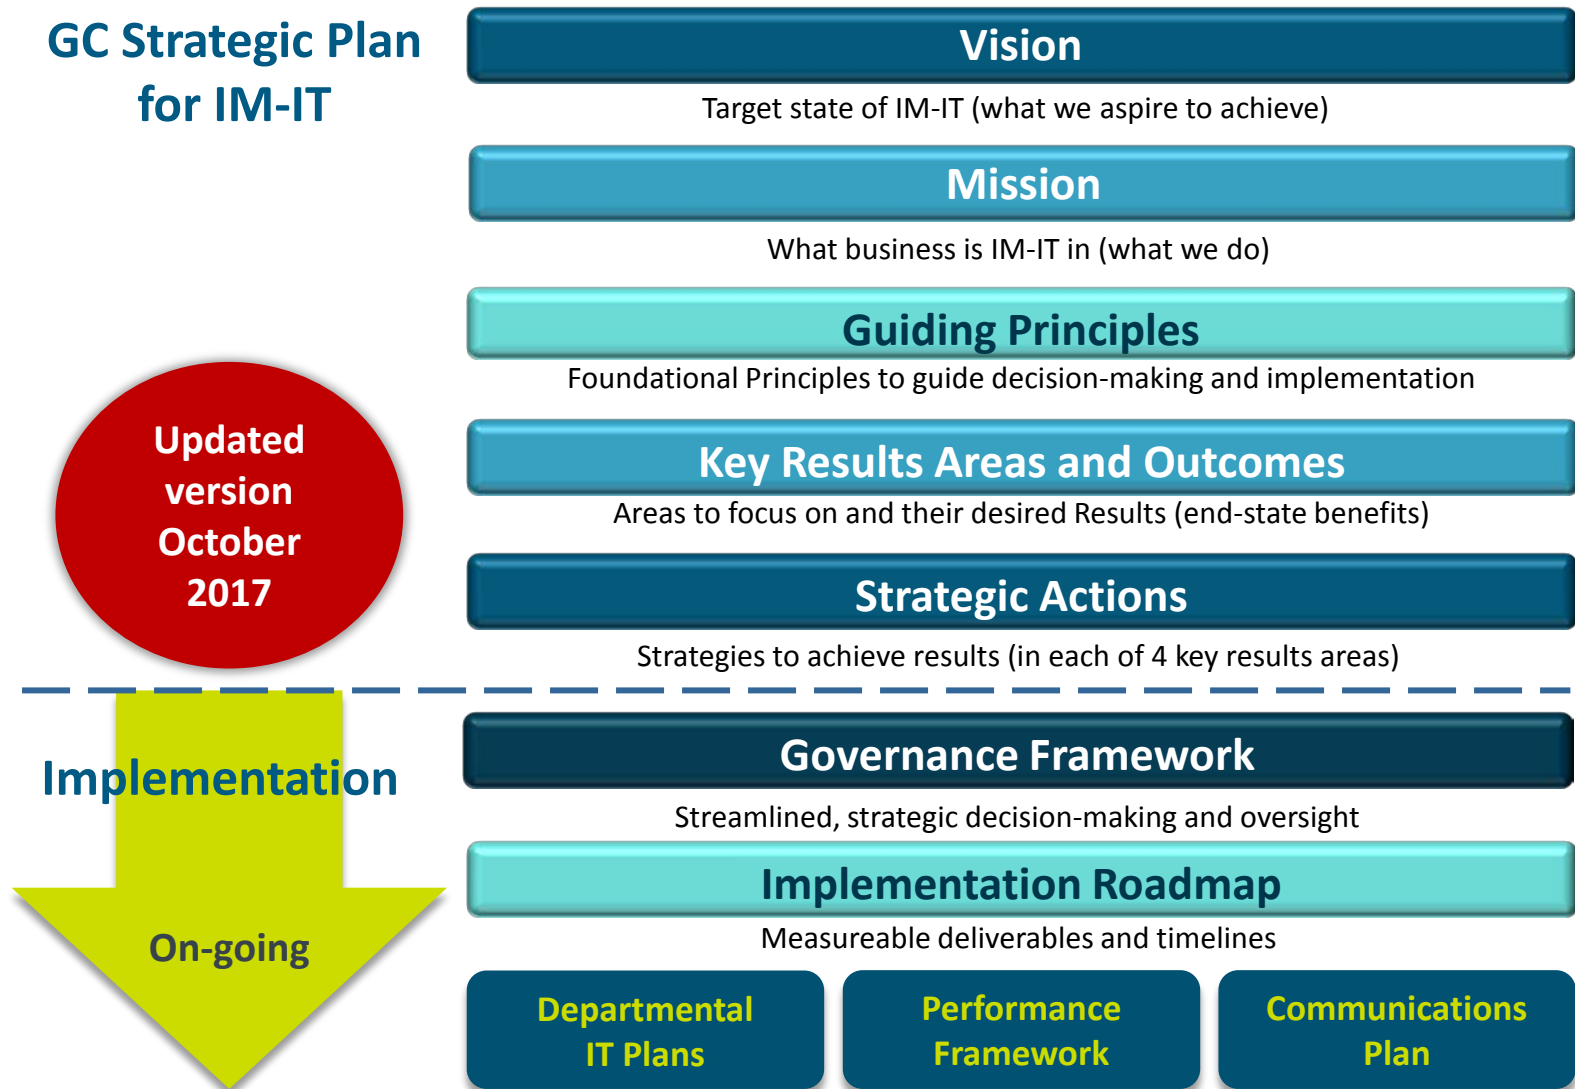 GC Strategic Plan
for IM-IT
Vision
Target state of IM-IT (what we aspire to achieve)
Mission
What business is IM-IT in (what we do)
Guiding Principles
Foundational Principles to guide decision-making and implementation
Updated
version
October
2017
Key Results Areas and Outcomes
Areas to focus on and their desired Results (end-state benefits)
Strategic Actions
Strategies to achieve results (in each of 4 key results areas)
Implementation
On-going
Governance Framework
Streamlined, strategic decision-making and oversight
Implementation Roadmap
Measureable deliverables and timelines
Departmental
IT Plans
Performance
Framework
Communications
Plan